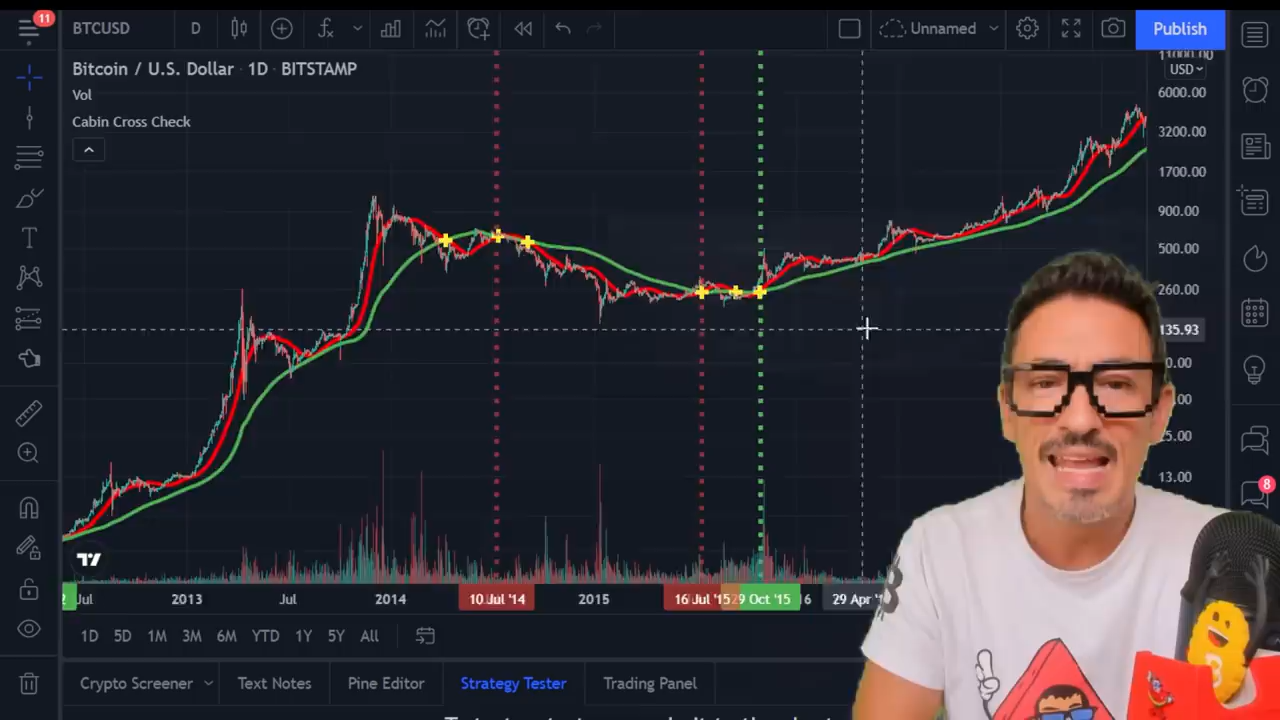 11
BTCUSD
D
Unnamed
Publish
Bitcoin / U.S. Dollar · 1D · BITSTAMP
USD
Vol
Cabin Cross Check
6000.00
3200.00
1700.00
900.00
500.00
260.00
135.93
13.00
8
Jul
2013
Jul
2014
10 Jul '14
2015
16 Jul '15
29 Oct '15
29 Apr
1D
5D
1M
3M
6M
YTD
1Y
5Y
All
Crypto Screener
Text Notes
Pine Editor
Strategy Tester
Trading Panel